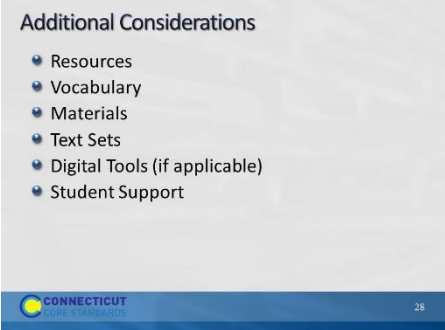 Additional Considerations
Resources
Vocabulary
Materials
Text Sets
Digital Tools (if applicable)
Student Support
CONNECTICUT
CORE STANDARDS
28